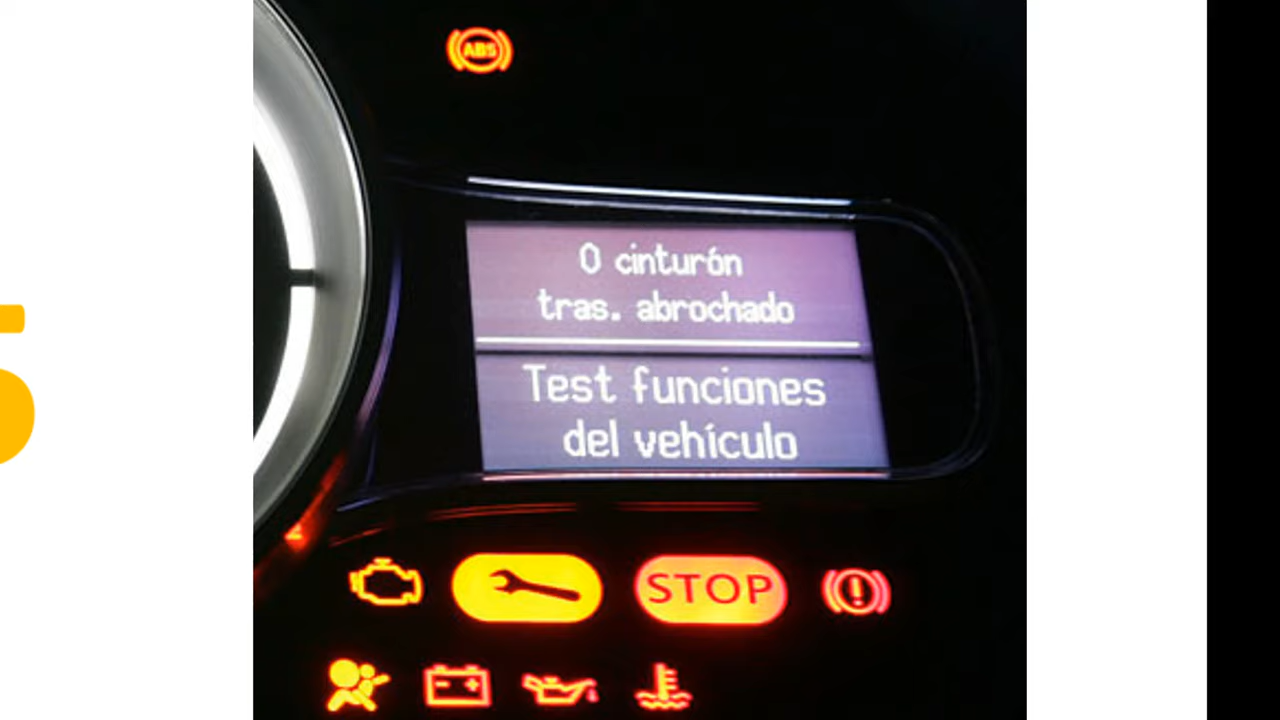 ABS
0 cinturón
tras. abrochado
Test funciones
del vehículo
STOP